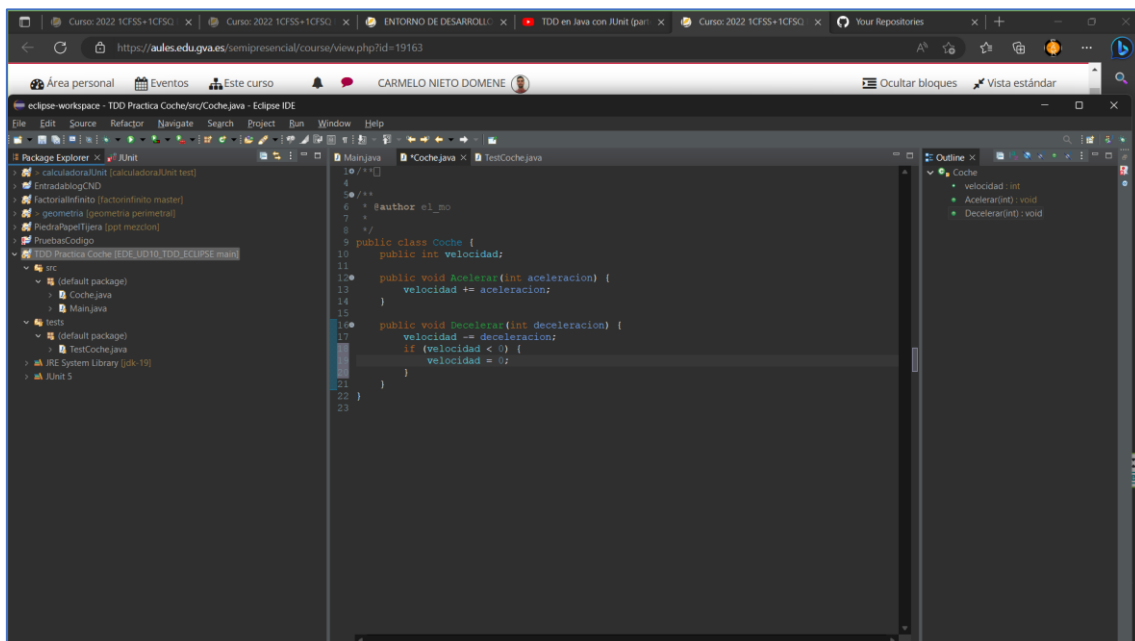 Curso: 2022 1CFSS+1CFSQ
Curso: 2022 1CFSS+1CFSQ
ENTORNO DE DESARROLLO
TDD en Java con JUnit (part
Curso: 2022 1CFSS+1CFSQ
Your Repositories
https://aules.edu.gva.es/semipresencial/course/view.php?id=19163
Área personal Eventos Este curso CARMELO NIETO DOMENE Ocultar bloques Vista estándar
eclipse-workspace - TDD Practica Coche/src/Coche.java - Eclipse IDE
File Edit Source Refactor Navigate Search Project Run Window Help
Package Explorer JUnit
> calculadoraJUnit [calculadoraJUnit test]
EntradablogCND
FactorialInfinito [factorinfinito master]
> geometria [geometria perimetral]
PiedraPapelTijera [ppt mezcion]
PruebasCodigo
TDD Practica Coche [EDE_UD10_TDD_ECLIPSE main]
src
(default package)
Coche.java
Main.java
tests
(default package)
TestCoche.java
JRE System Library [jdk-19]
JUnit 5
Main.java *Coche.java TestCoche.java
1 /**
4
5 /**
6 * @author el_mo
7 *
8 */
9 public class Coche {
10 public int velocidad;
11
12 public void Acelerar(int aceleracion) {
13 velocidad += aceleracion;
14 }
15
16 public void Decelerar(int deceleracion) {
17 velocidad -= deceleracion;
18 if (velocidad < 0) {
19 velocidad = 0;
20 }
21 }
22 }
23
Outline
Coche
velocidad : int
Acelerar(int) : void
Decelerar(int) : void